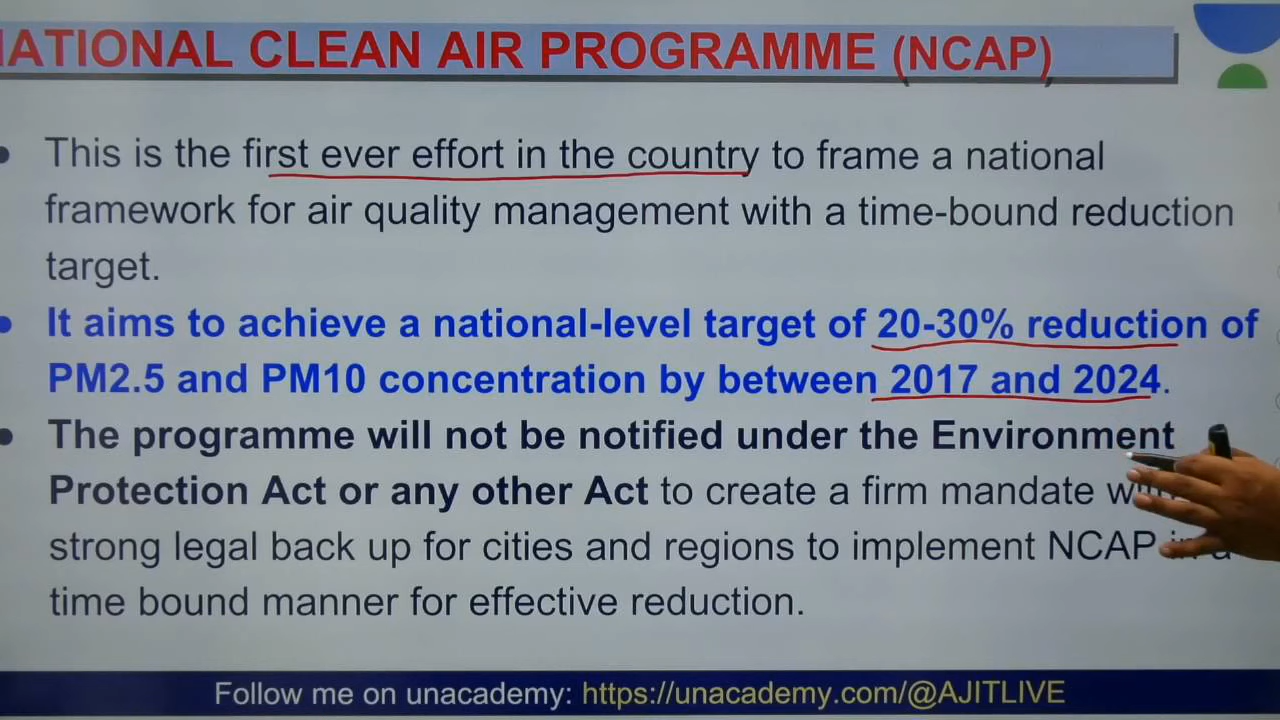 NATIONAL CLEAN AIR PROGRAMME (NCAP)
This is the first ever effort in the country to frame a national
framework for air quality management with a time-bound reduction
target.
It aims to achieve a national-level target of 20-30% reduction of
PM2.5 and PM10 concentration by between 2017 and 2024.
The programme will not be notified under the Environment
Protection Act or any other Act to create a firm mandate with
strong legal back up for cities and regions to implement NCAP in a
time bound manner for effective reduction.
Follow me on unacademy: https://unacademy.com/@AJITLIVE